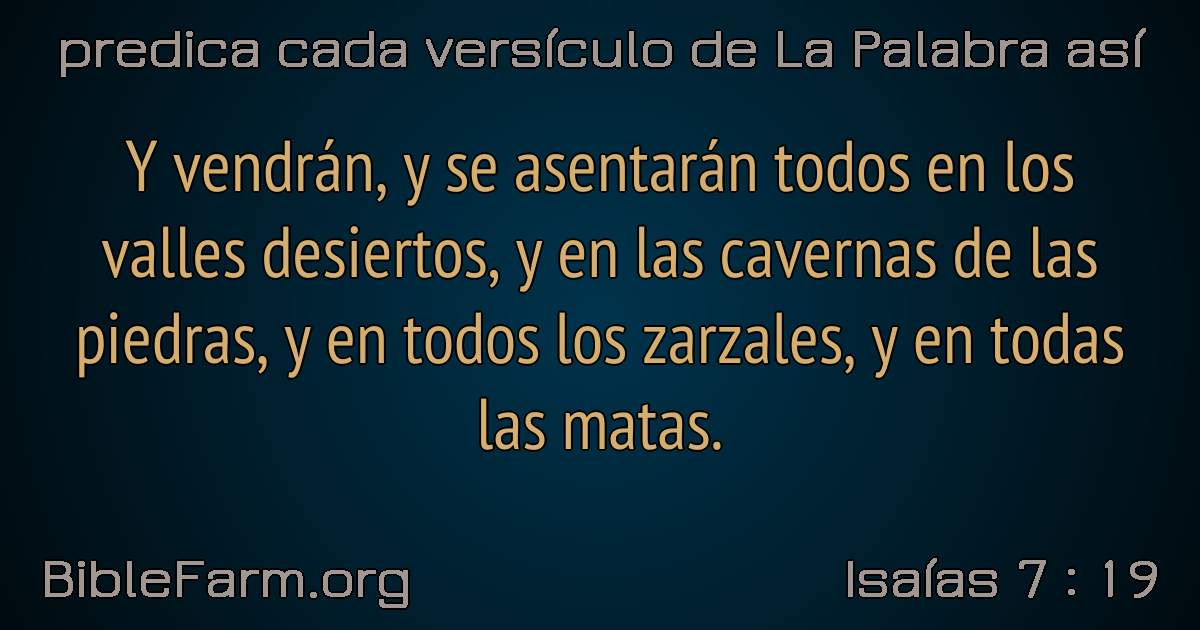 predica cada versículo de La Palabra así
Y vendrán, y se asentarán todos en los
valles desiertos, y en las cavernas de las
piedras, y en todos los zarzales, y en todas
las matas.
BibleFarm.org
Isaías 7 : 19